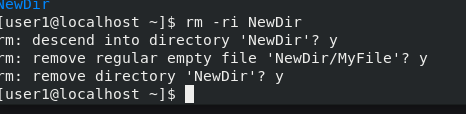 NewDir
[user1@localhost ~]$ rm -ri NewDir
rm: descend into directory 'NewDir'? y
rm: remove regular empty file 'NewDir/MyFile'? y
rm: remove directory 'NewDir'? y
[user1@localhost ~]$